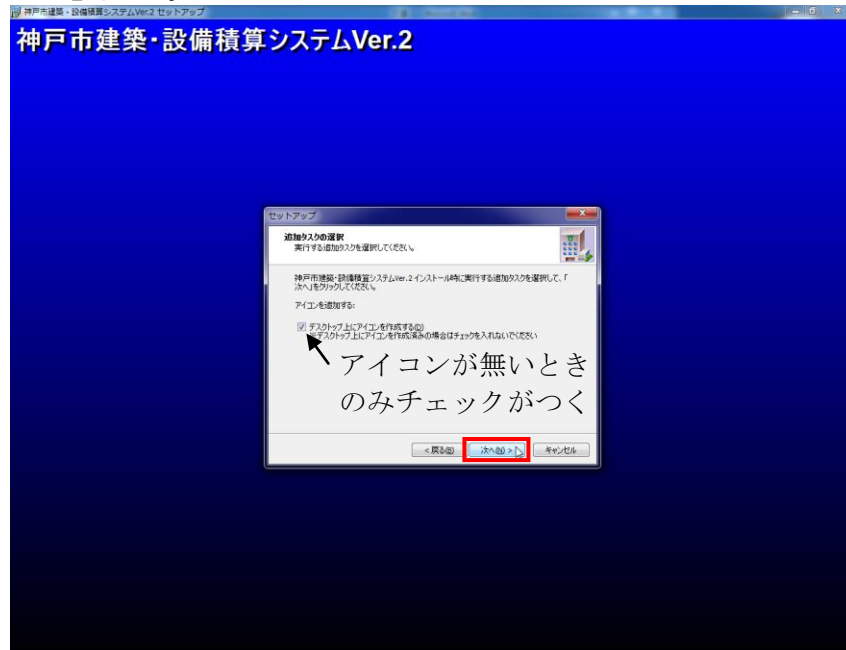 神戸市建築・設備積算システムVer.2 セットアップ
神戸市建築・設備積算システムVer.2
セットアップ
追加タスクの選択
実行する追加タスクを選択してください。
神戸市建築・設備積算システムVer.2 インストール時に実行する追加タスクを選択して、「
次へ」をクリックしてください。
アイコンを追加する:
デスクトップ上にアイコンを作成する(D)
※デスクトップ上にアイコンを作成済みの場合はチェックを入れないでください
アイコンが無いとき
のみチェックがつく
< 戻る(B)
次へ(N) >
キャンセル